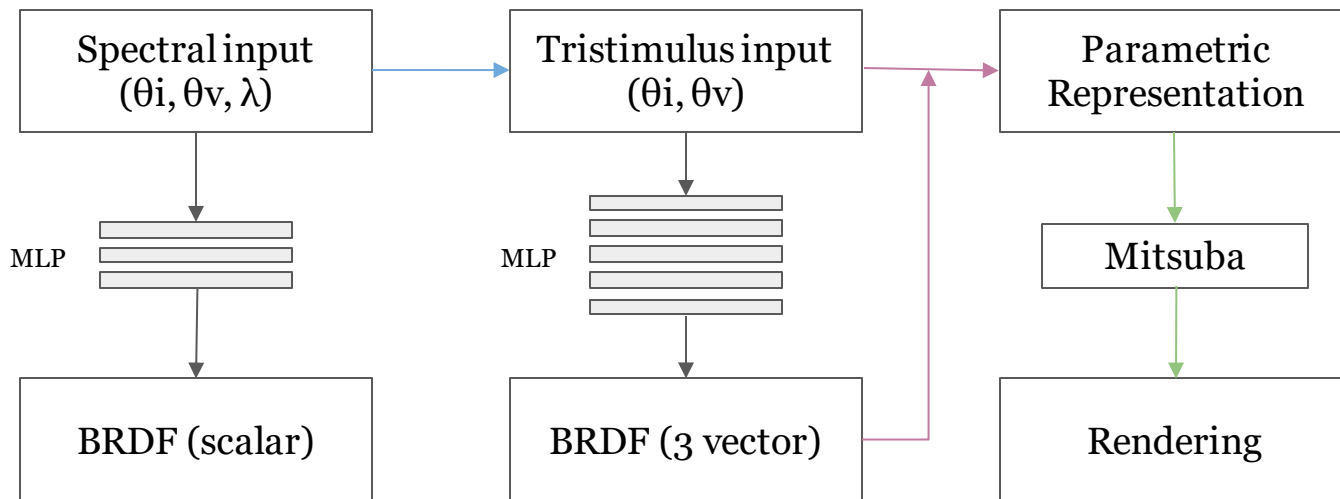 Spectral input
(θi, θv, λ)
Tristimulus input
(θi, θv)
Parametric
Representation
MLP
MLP
Mitsuba
BRDF (scalar)
BRDF (3 vector)
Rendering